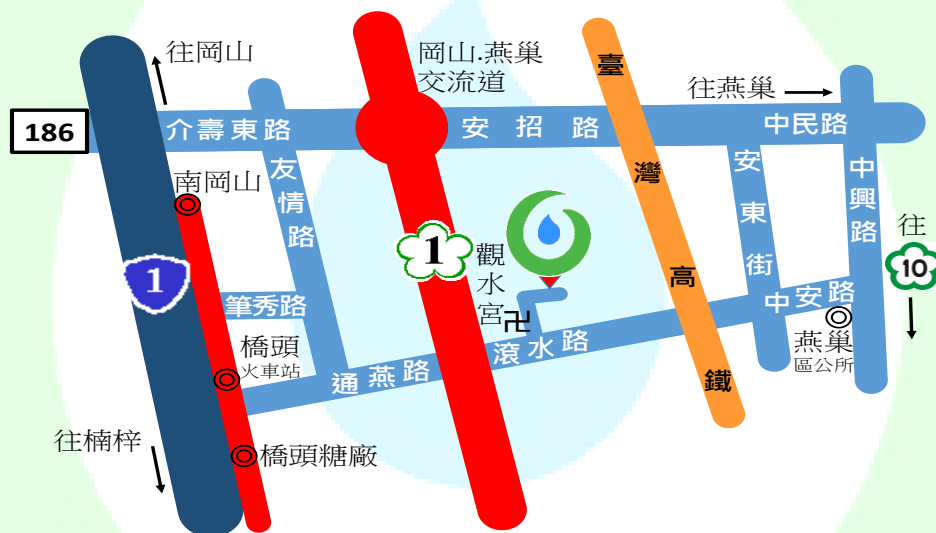 往岡山
岡山.燕巢
交流道
往燕巢
186
介壽東路
安招路
中民路
臺灣高鐵
南岡山
友情路
安東街
中興路
往
10
1
1
觀水宮
卍
筆秀路
中安路
橋頭
火車站
燕巢
區公所
通燕路
滾水路
往楠梓
橋頭糖廠